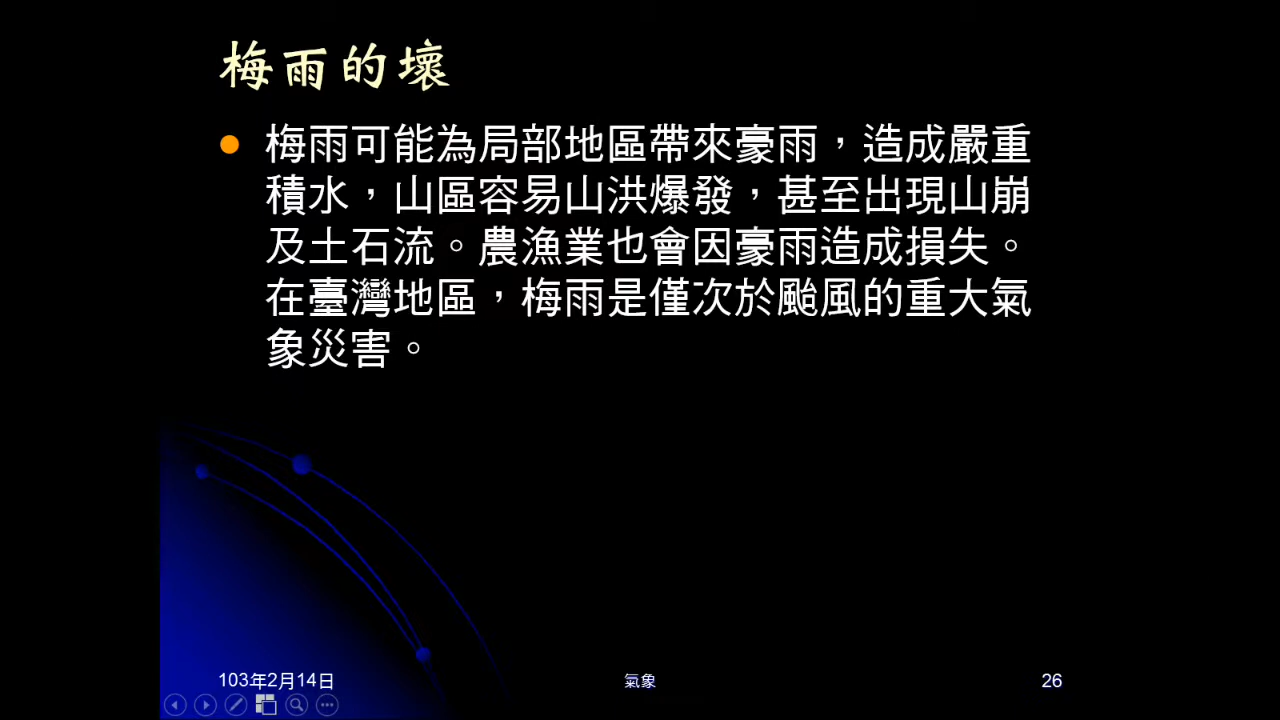 梅雨的壞
梅雨可能為局部地區帶來豪雨，造成嚴重
積水，山區容易山洪爆發，甚至出現山崩
及土石流。農漁業也會因豪雨造成損失。
在臺灣地區，梅雨是僅次於颱風的重大氣
象災害。
103年2月14日
氣象
26